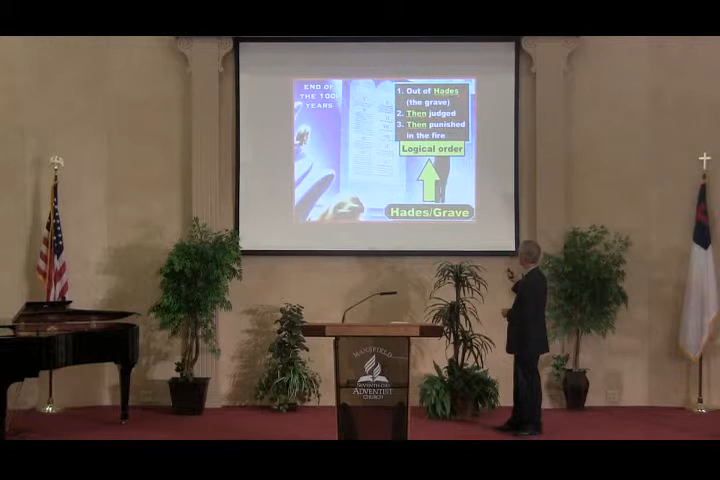 END OF
THE 100
YEARS
1. Out of Hades
(the grave)
2. Then judged
3. Then punished
in the fire
Logical order
Hades/Grave
MANSFIELD
SEVENTH-DAY
ADVENTIST
CHURCH